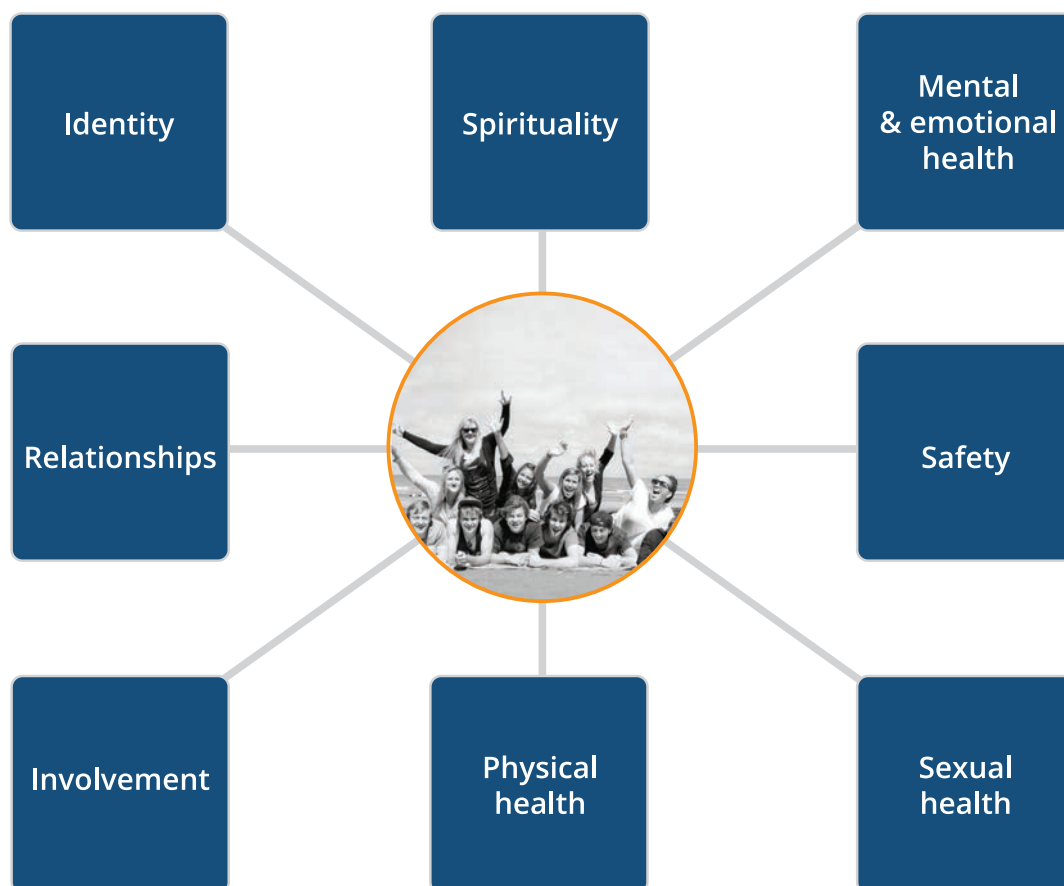 Identity
Spirituality
Mental
& emotional
health
Relationships
Safety
Involvement
Physical
health
Sexual
health